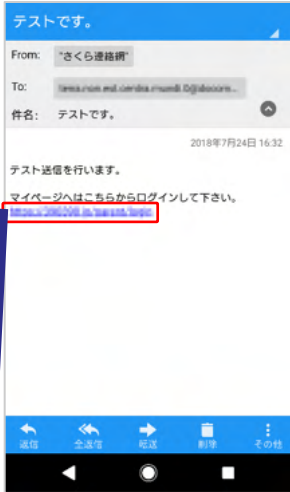 テストです。
From: "さくら連絡網"
To:
件名: テストです。
2018年7月24日 16:32
テスト送信を行います。
マイページへはこちらからログインして下さい。
返信 全返信 転送 削除 その他